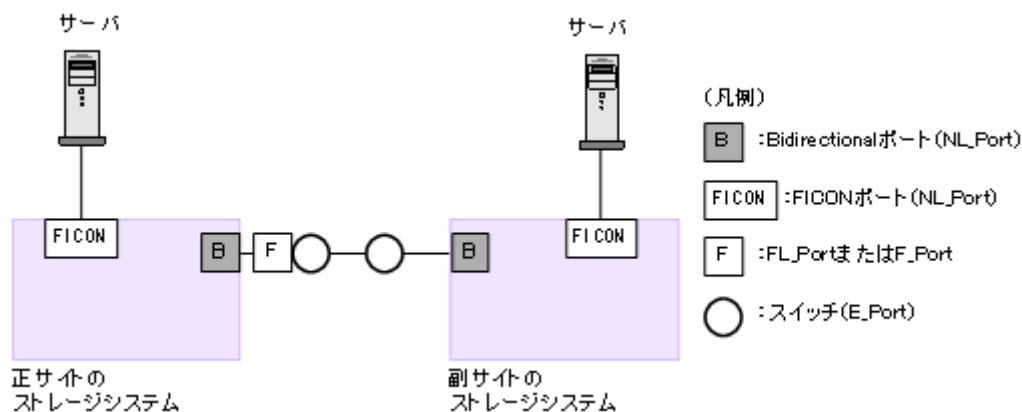 サーバ
サーバ
(凡例)
B :Bidirectionalポート(NL_Port)
FICON :FICONポート(NL_Port)
F :FL_PortまたはF_Port
:スイッチ(E_Port)
FICON
FICON
B
F
B
正サイトの
ストレージシステム
副サイトの
ストレージシステム